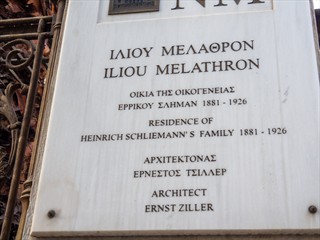 NM
ΙΛΙΟΥ ΜΕΛΑΘΡΟΝ
ILIOU MELATHRON
ΟΙΚΙΑ ΤΗΣ ΟΙΚΟΓΕΝΕΙΑΣ
ΕΡΡΙΚΟΥ ΣΛΗΜΑΝ 1881 - 1926
RESIDENCE OF
HEINRICH SCHLIEMANN' S FAMILY 1881 - 1926
ΑΡΧΙΤΕΚΤΟΝΑΣ
ΕΡΝΕΣΤΟΣ ΤΣΙΛΛΕΡ
ARCHITECT
ERNST ZILLER